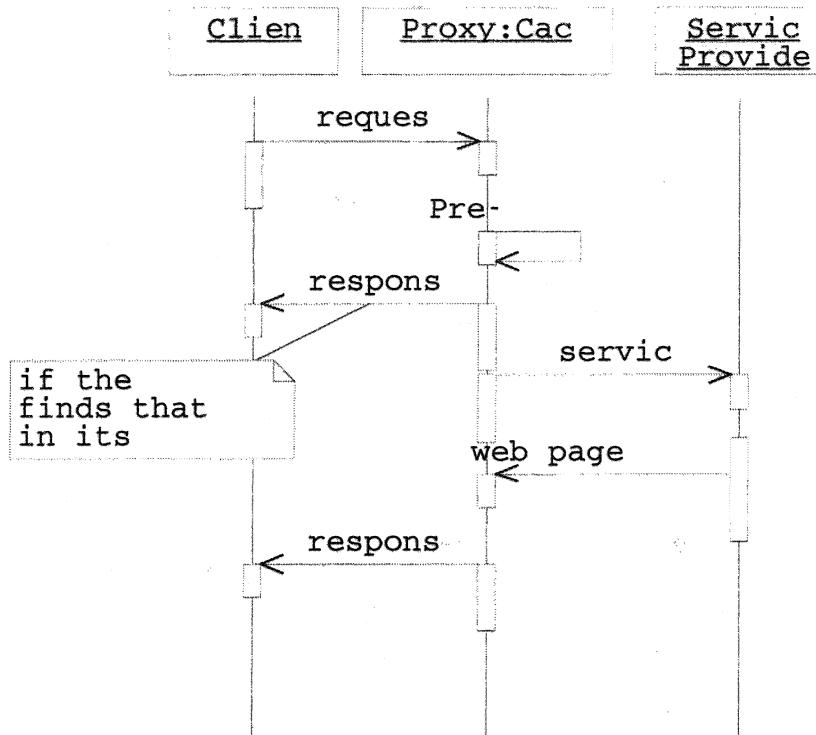 Clien
Proxy:Cac
Servic
Provide
reques
Pre-
respons
servic
if the
finds that
in its
web page
respons